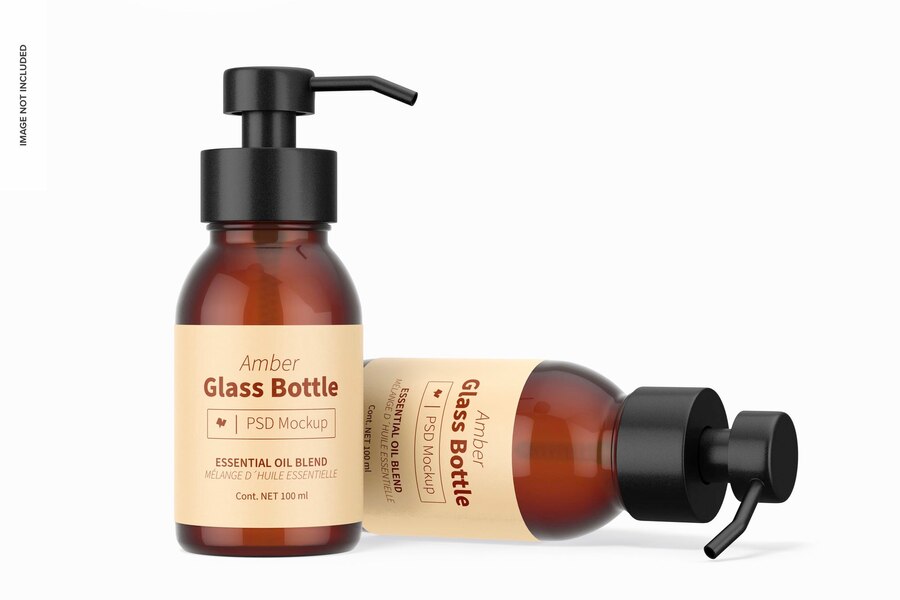 IMAGE NOT INCLUDED
Amber
Glass Bottle
PSD Mockup
ESSENTIAL OIL BLEND
MÉLANGE D´HUILE ESSENTIELLE
Cont. NET 100 ml
Amber
Glass Bottle
PSD Mockup
ESSENTIAL OIL BLEND
MÉLANGE D´HUILE ESSENTIELLE
Cont. NET 100 ml